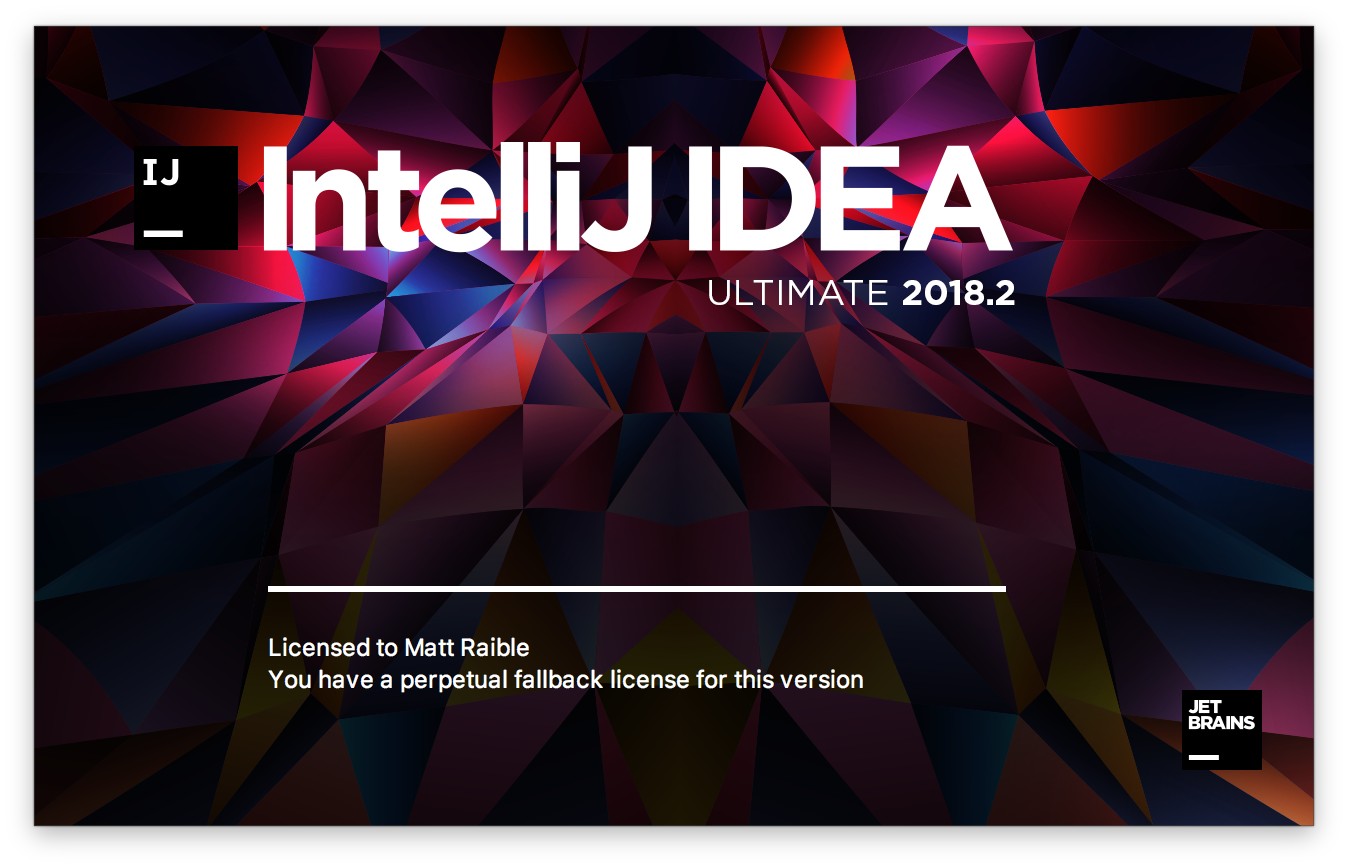 IJ
IntelliJ IDEA
ULTIMATE 2018.2
Licensed to Matt Raible
You have a perpetual fallback license for this version
JET
BRAINS